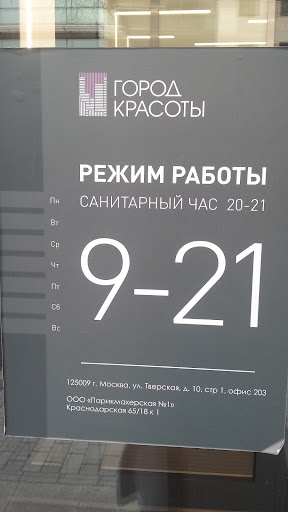 ГОРОД
КРАСОТЫ
РЕЖИМ РАБОТЫ
САНИТАРНЫЙ ЧАС 20-21
Пн
Вт
Ср
Чт
Пт
Сб
Вс
9-21
125009 г. Москва, ул. Тверская, д. 10, стр 1, офис 203
ООО «Парикмахерская №1»
Краснодарская 65/18 к 1